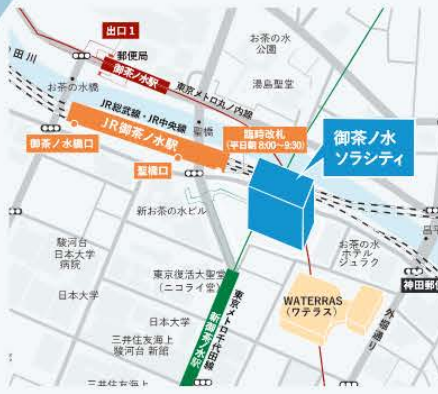 出口1
郵便局
お茶の水
公園
田川
御茶ノ水駅
お茶の水橋
東京メトロ丸ノ内線
湯島聖堂
JR総武線・JR中央線
JR御茶ノ水駅
聖橋
臨時改札
(平日朝 8:00~9:30)
御茶ノ水
ソラシティ
御茶ノ水橋口
聖橋口
新お茶の水ビル
昌平
駿河台
日本大学
病院
お茶の水
ホテル
ジュラク
東京復活大聖堂
(ニコライ堂)
神田郵便
日本大学
WATERRAS
(ワテラス)
外堀通り
東京メトロ千代田線
新御茶ノ水駅
日本大学
三井住友海上
駿河台 新館
三井住友海上